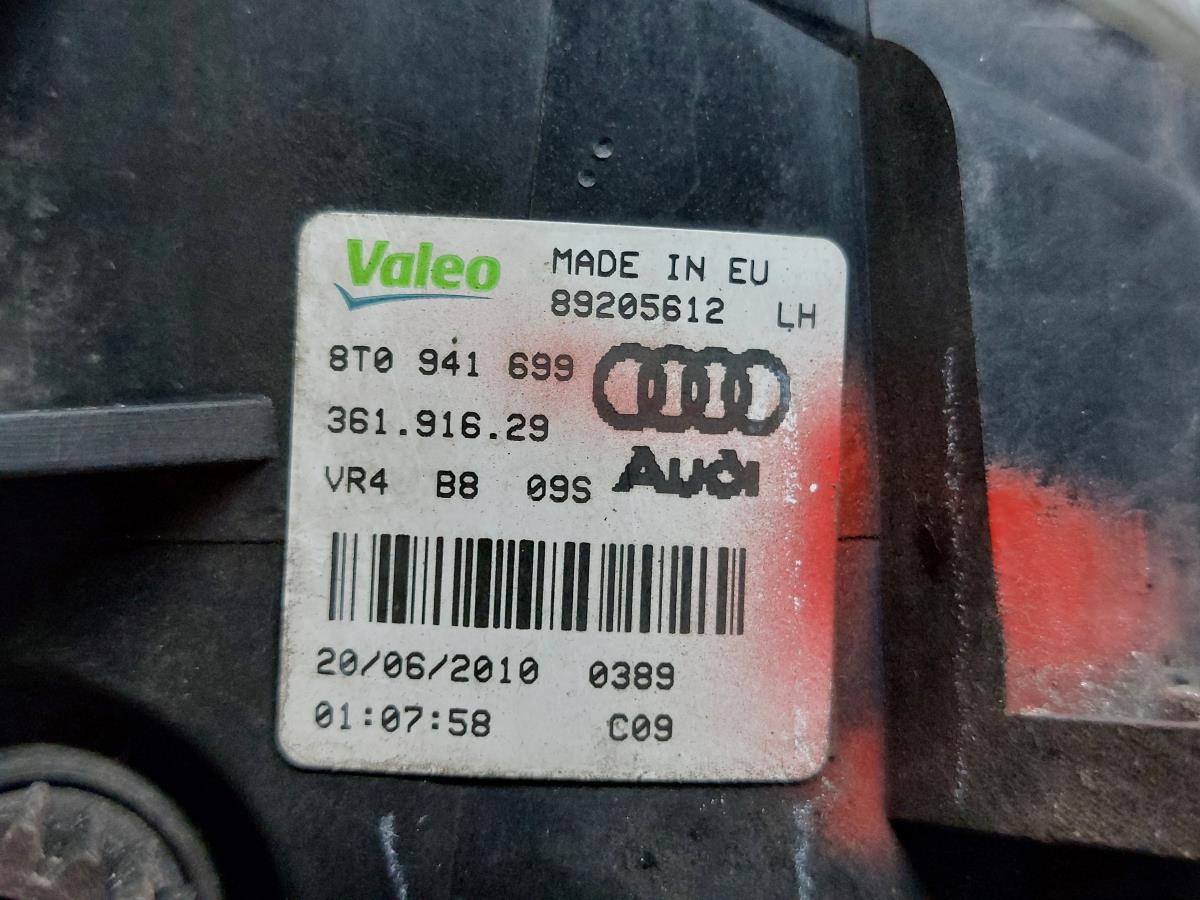 Valeo MADE IN EU
89205612 LH
8T0 941 699
361.916.29
VR4 B8 09S Audi
20/06/2010 0389
01:07:58 C09